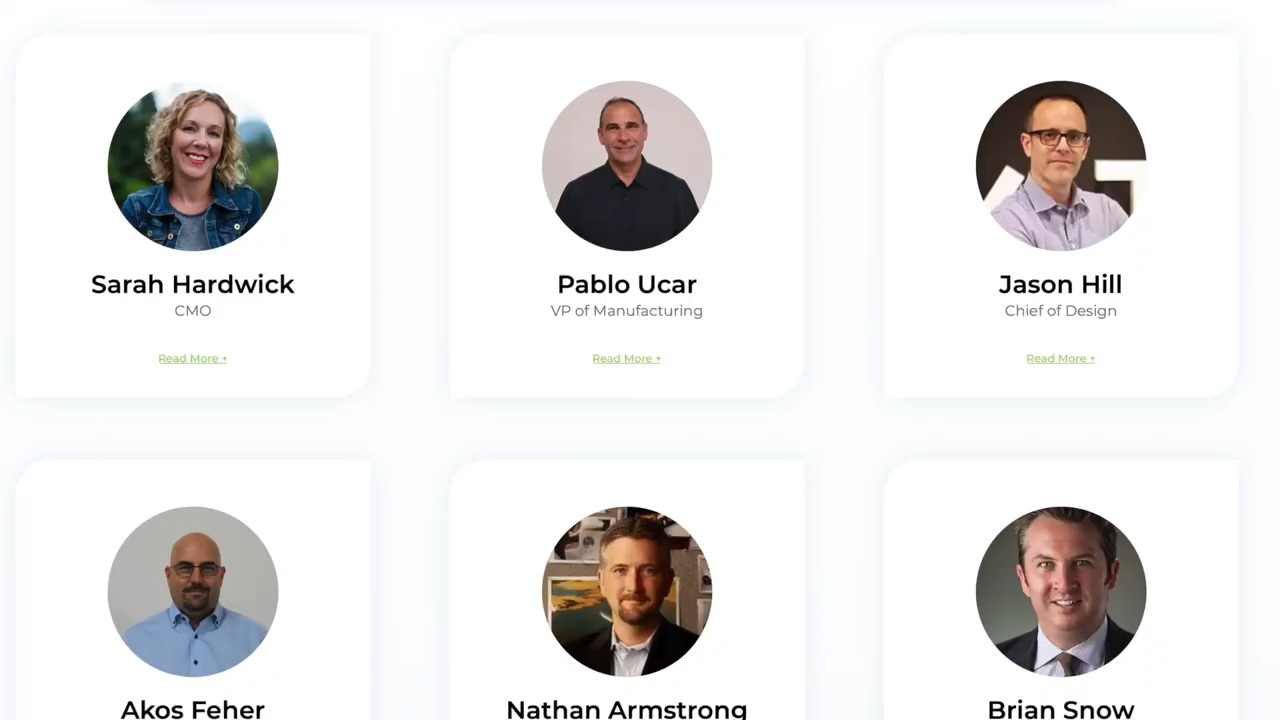 Sarah Hardwick
CMO
Read More +
Pablo Ucar
VP of Manufacturing
Read More +
Jason Hill
Chief of Design
Read More +
Akos Feher
Nathan Armstrong
Brian Snow